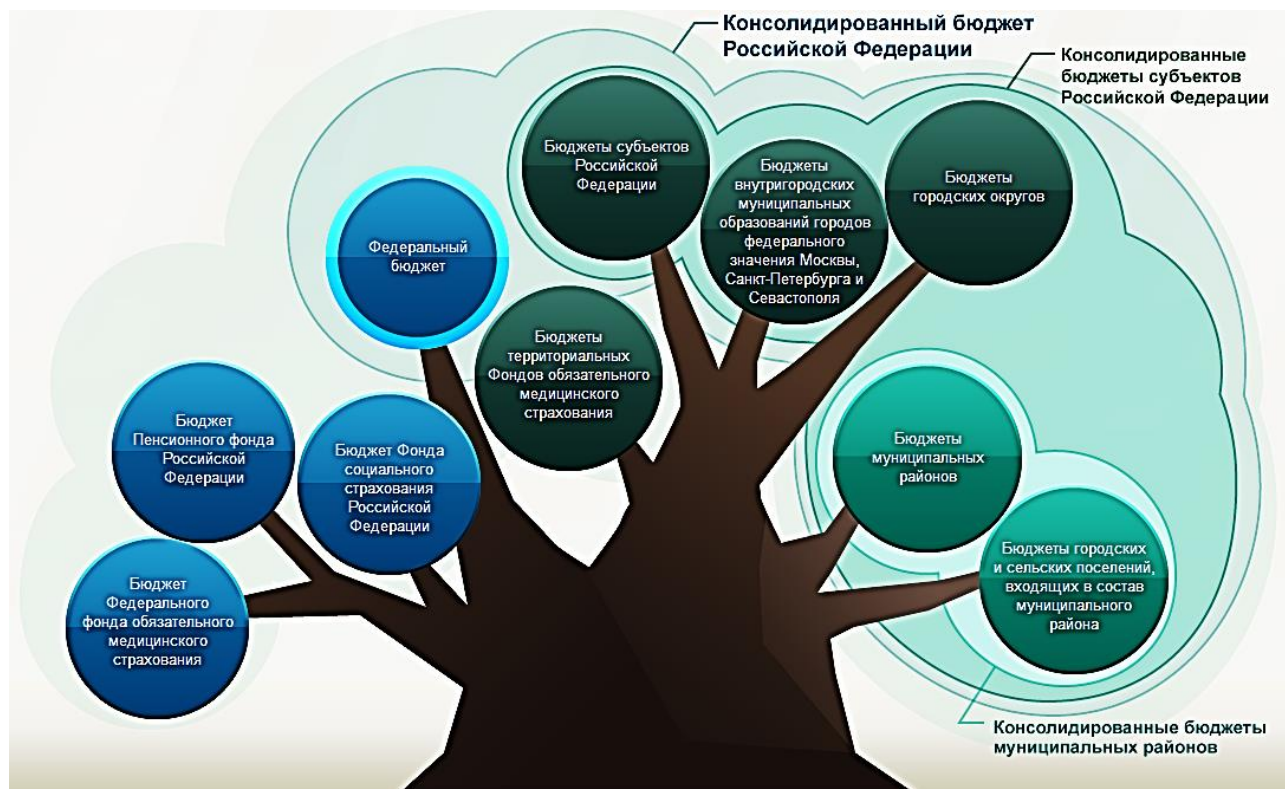 Консолидированный бюджет
Российской Федерации
Консолидированные
бюджеты субъектов
Российской Федерации
Бюджеты субъектов
Российской
Федерации
Бюджеты
внутригородских
муниципальных
образований городов
федерального
значения Москвы,
Санкт-Петербурга и
Севастополя
Бюджеты
городских округов
Федеральный
бюджет
Бюджеты
территориальных
Фондов обязательного
медицинского
страхования
Бюджет
Пенсионного фонда
Российской
Федерации
Бюджет Фонда
социального
страхования
Российской
Федерации
Бюджеты
муниципальных
районов
Бюджет
Федерального
фонда обязательного
медицинского
страхования
Бюджеты городских
и сельских поселений,
входящих в состав
муниципального
района
Консолидированные бюджеты
муниципальных районов